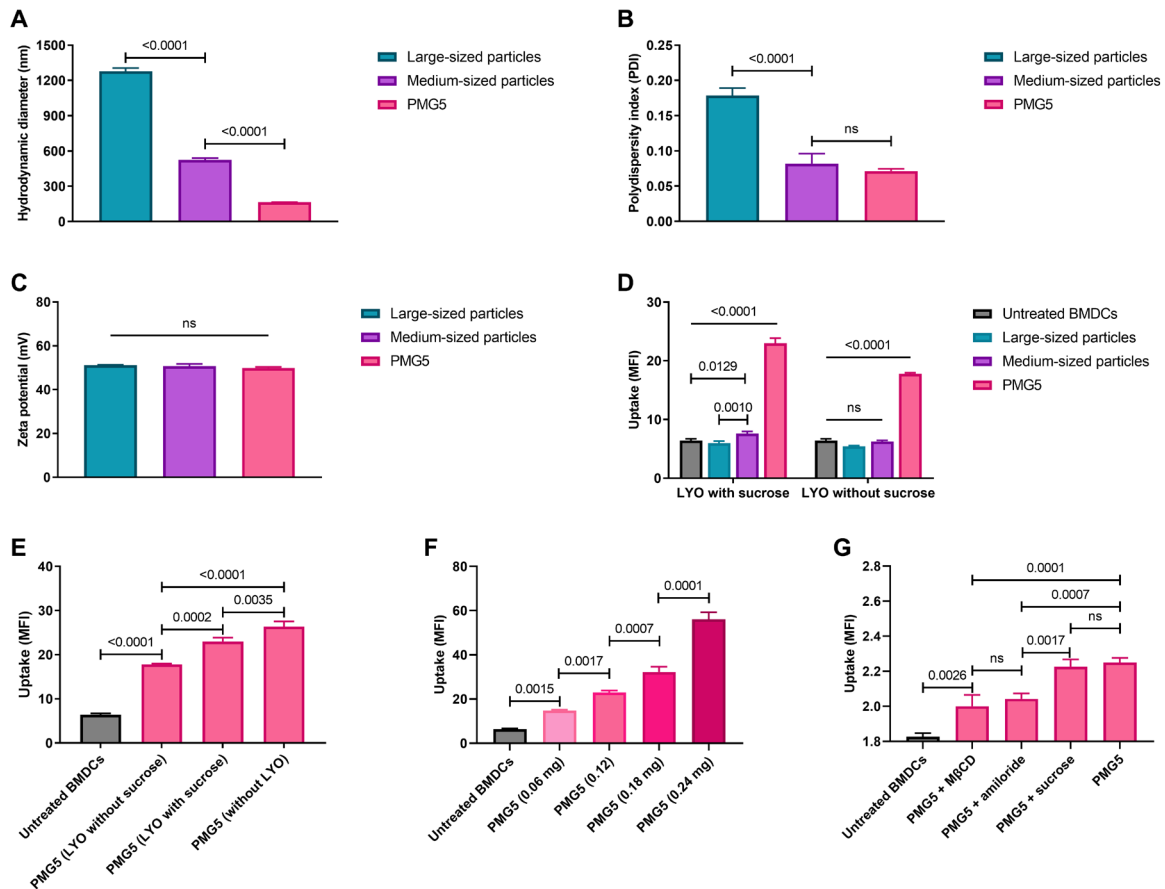 A
Hydrodynamic diameter (nm)
1500
1200
900
600
300
0
<0.0001
<0.0001
Large-sized particles
Medium-sized particles
PMG5
B
Polydispersity index (PDI)
0.25
0.20
0.15
0.10
0.05
0.00
<0.0001
ns
Large-sized particles
Medium-sized particles
PMG5
C
Zeta potential (mV)
80
60
40
20
0
ns
Large-sized particles
Medium-sized particles
PMG5
D
Uptake (MFI)
30
20
10
0
<0.0001
0.0129
0.0010
<0.0001
ns
LYO with sucrose
LYO without sucrose
Untreated BMDCs
Large-sized particles
Medium-sized particles
PMG5
E
Uptake (MFI)
40
30
20
10
0
<0.0001
0.0035
0.0002
<0.0001
Untreated BMDCs
PMG5 (LYO without sucrose)
PMG5 (LYO with sucrose)
PMG5 (without LYO)
F
Uptake (MFI)
80
60
40
20
0
0.0001
0.0007
0.0017
0.0015
Untreated BMDCs
PMG5 (0.06 mg)
PMG5 (0.12)
PMG5 (0.18 mg)
PMG5 (0.24 mg)
G
Uptake (MFI)
2.8
2.6
2.4
2.2
2.0
1.8
0.0001
0.0007
ns
0.0017
ns
0.0026
Untreated BMDCs
PMG5 + MβCD
PMG5 + amiloride
PMG5 + sucrose
PMG5